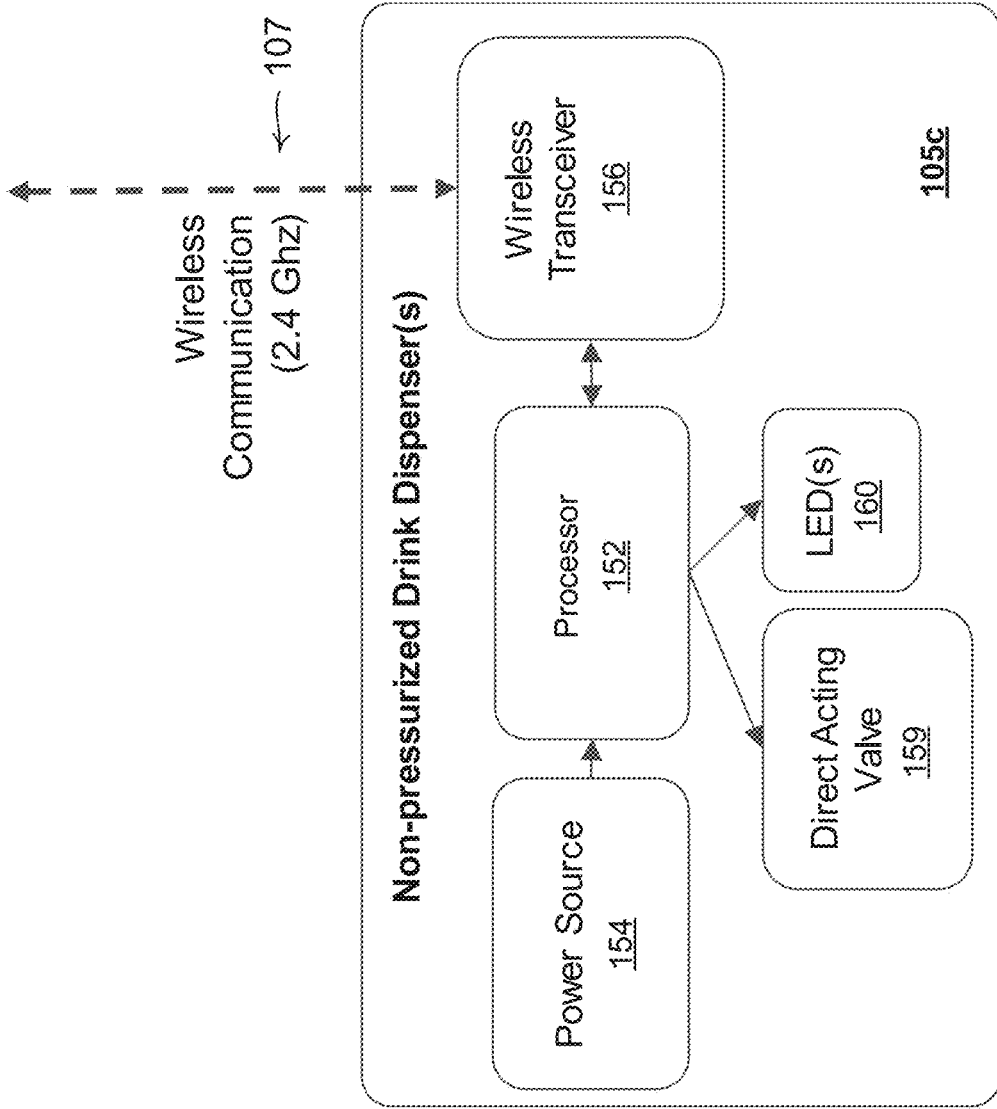 Wireless
Communication
(2.4 Ghz)
107
Non-pressurized Drink Dispenser(s)
Power Source
154
Processor
152
Wireless
Transceiver
156
Direct Acting
Valve
159
LED(s)
160
105c